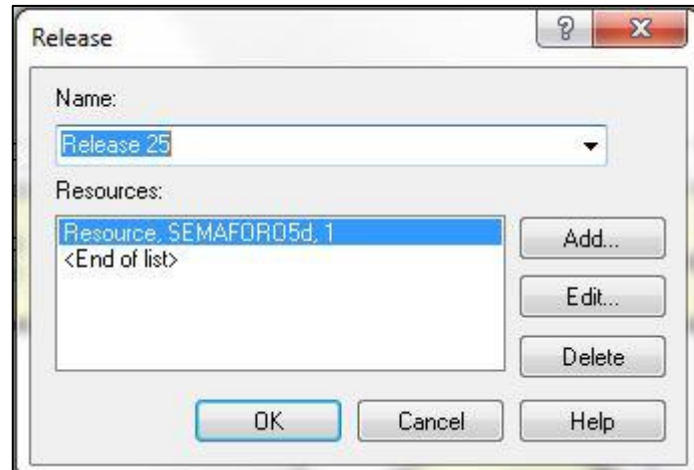 Release
Name:
Release 25
Resources:
Resource, SEMAFORO5d, 1
<End of list>
Add...
Edit...
Delete
OK
Cancel
Help